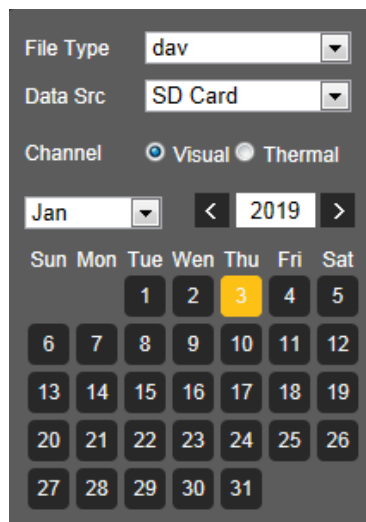 File Type dav
Data Src SD Card
Channel Visual Thermal
Jan < 2019 >
Sun Mon Tue Wen Thu Fri Sat
1 2 3 4 5
6 7 8 9 10 11 12
13 14 15 16 17 18 19
20 21 22 23 24 25 26
27 28 29 30 31